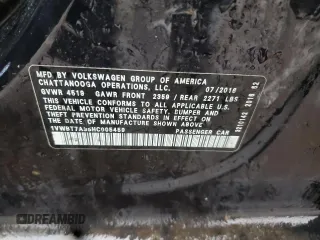 MFD. BY VOLKSWAGEN GROUP OF AMERICA
CHATTANOOGA OPERATIONS, LLC. 07/2016
GVWR 4519 GAWR FRONT 2359 / REAR 2271 LBS
THIS VEHICLE CONFORMS TO ALL APPLICABLE U.S.
FEDERAL MOTOR VEHICLE SAFETY, BUMPER, AND
THEFT PREVENTION STANDARDS IN EFFECT ON THE
DATE OF MANUFACTURE SHOWN ABOVE.
PASSENGER CAR
DREAMBID